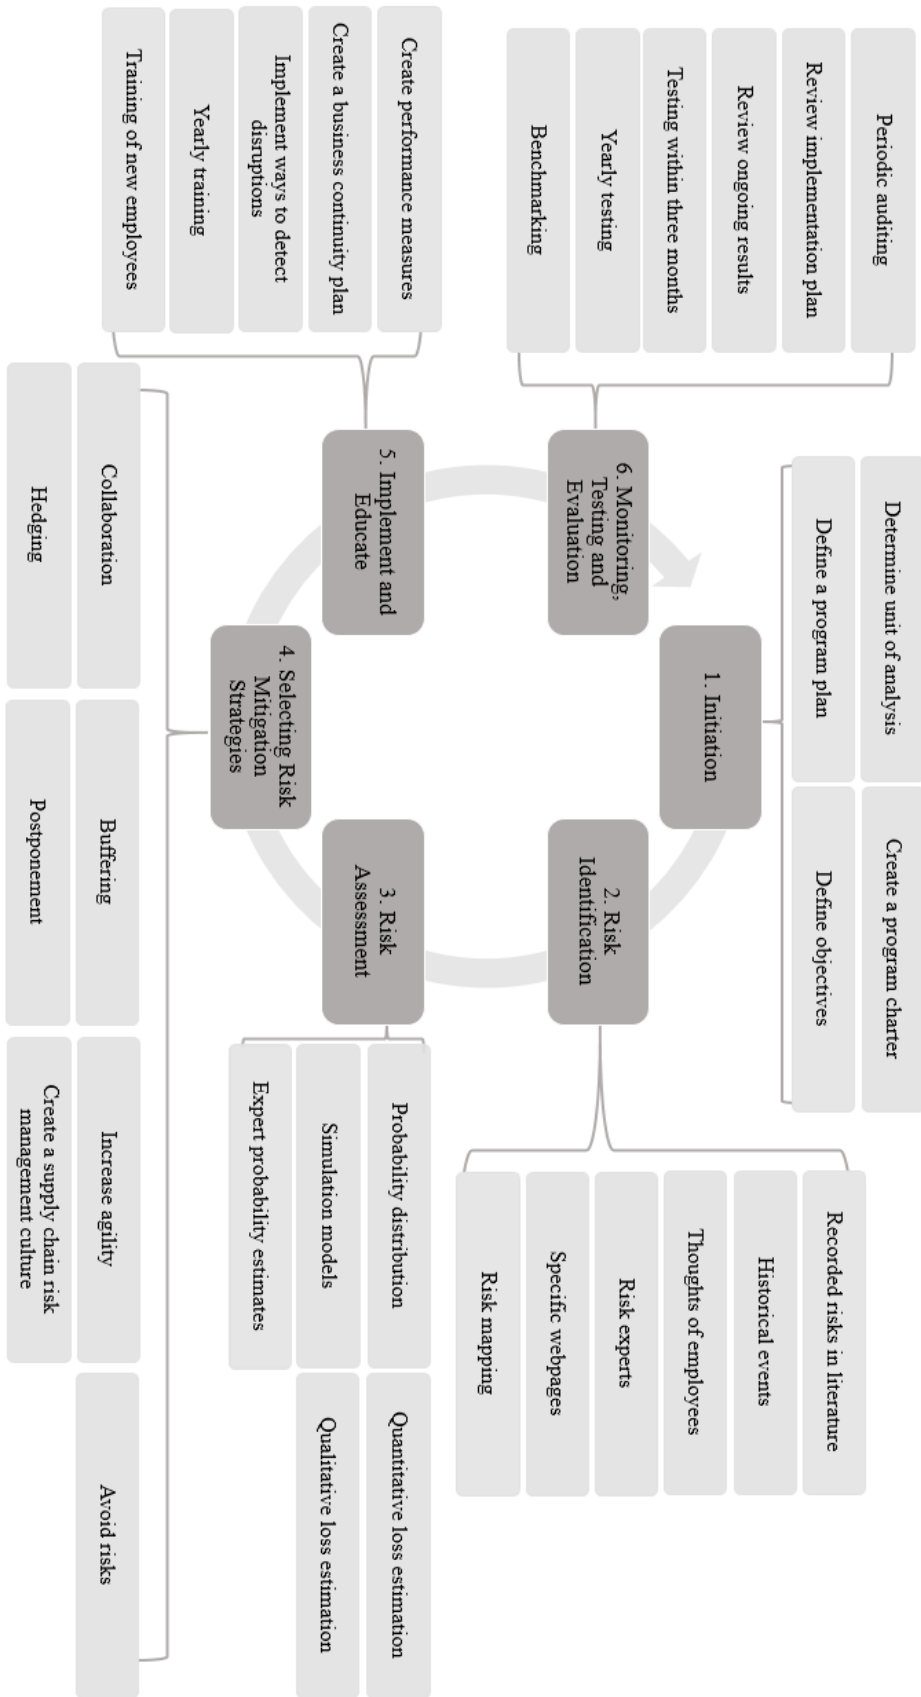 Determine unit of analysis
Create a program charter
Define a program plan
Define objectives
1. Initiation
2. Risk
Identification
Recorded risks in literature
Historical events
Thoughts of employees
Risk experts
Specific webpages
Risk mapping
3. Risk
Assessment
Probability distribution
Quantitative loss estimation
Simulation models
Qualitative loss estimation
Expert probability estimates
4. Selecting Risk
Mitigation
Strategies
Collaboration
Buffering
Increase agility
Avoid risks
Hedging
Postponement
Create a supply chain risk
management culture
5. Implement and
Educate
Create performance measures
Create a business continuity plan
Implement ways to detect
disruptions
Yearly training
Training of new employees
6. Monitoring,
Testing and
Evaluation
Periodic auditing
Review implementation plan
Review ongoing results
Testing within three months
Yearly testing
Benchmarking